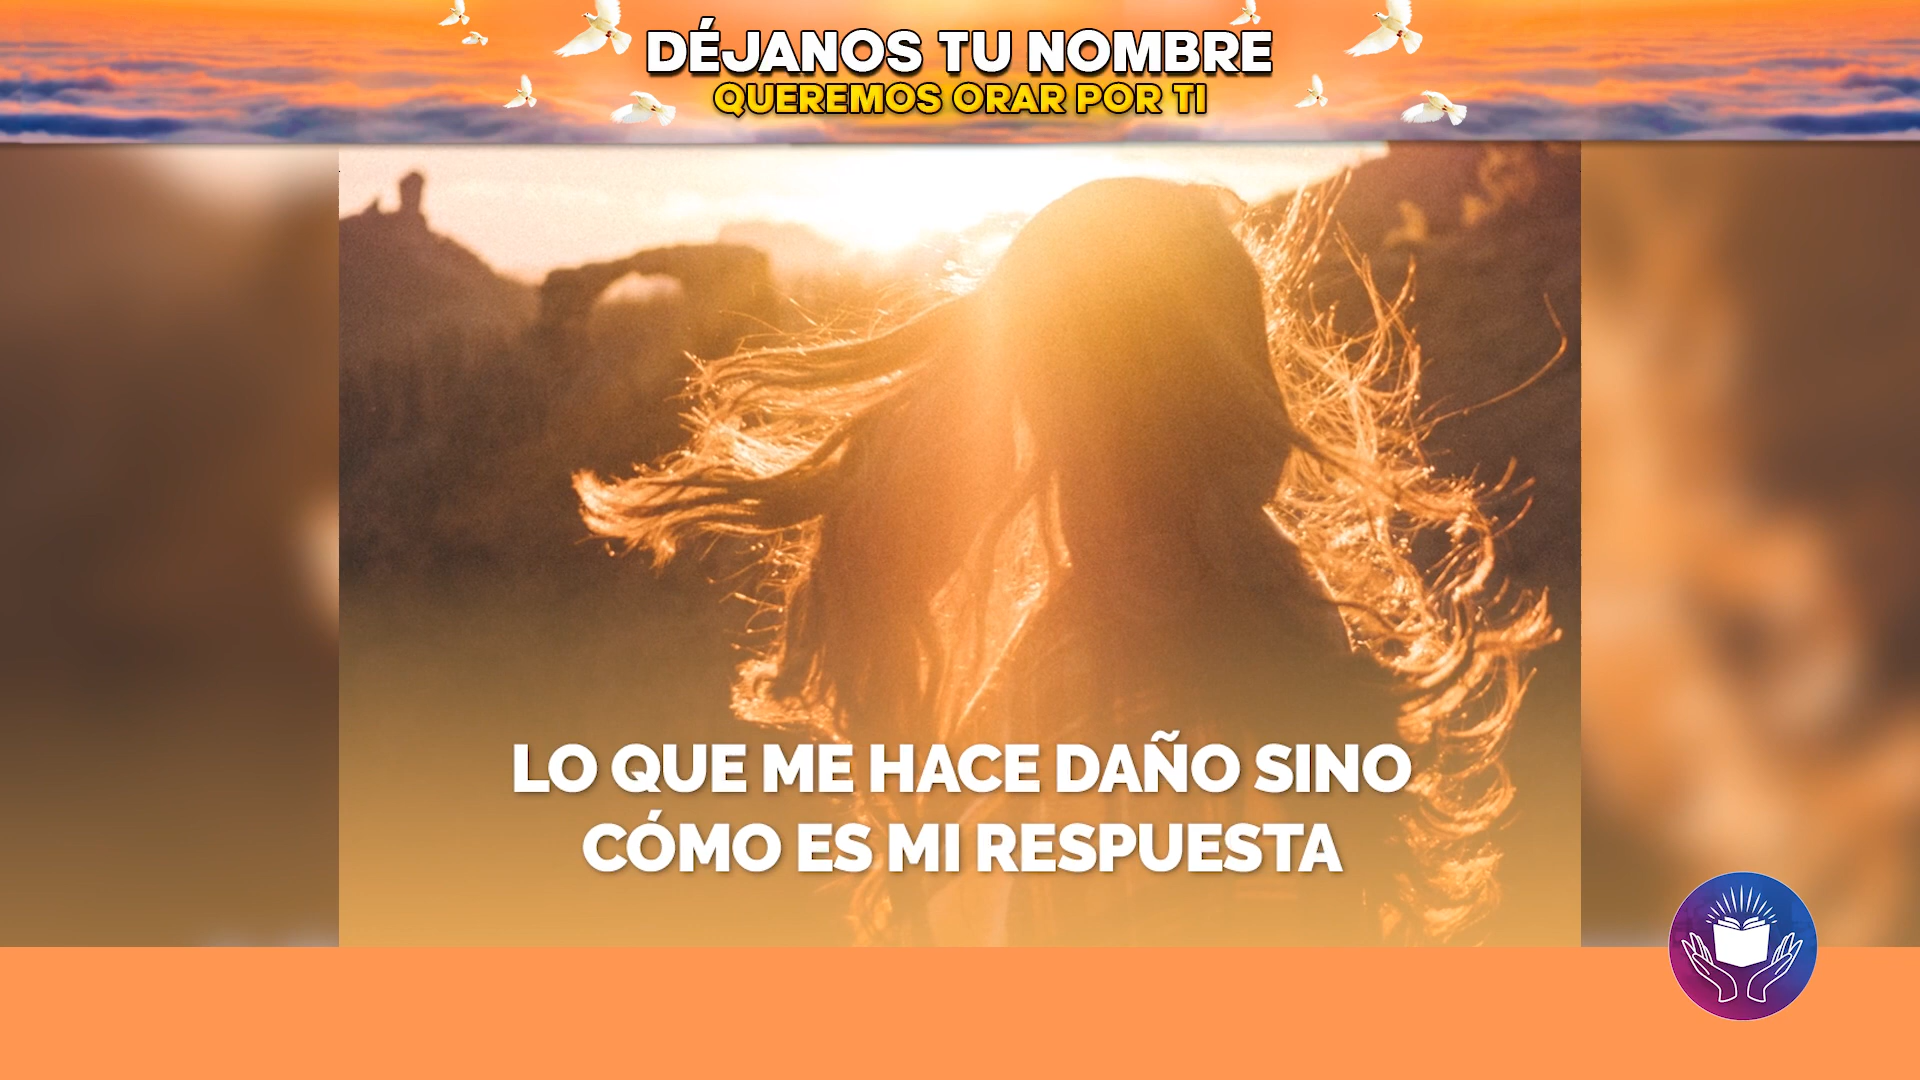 DÉJANOS TU NOMBRE
QUEREMOS ORAR POR TI
LO QUE ME HACE DAÑO SINO
CÓMO ES MI RESPUESTA